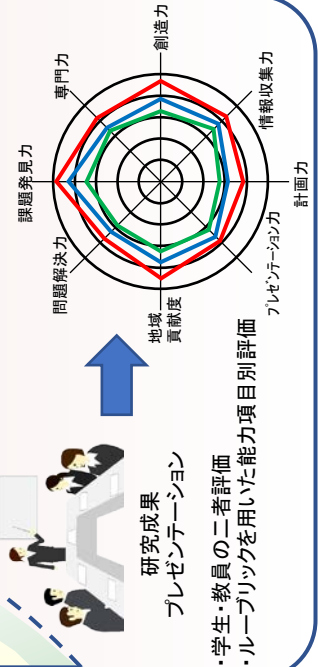 研究成果
プレゼンテーション
・学生・教員の二者評価
・ルーブリックを用いた能力項目別評価
課題発見力
専門力
創造力
情報収集力
計画力
プレゼンテーション力
地域
貢献度
問題解決力